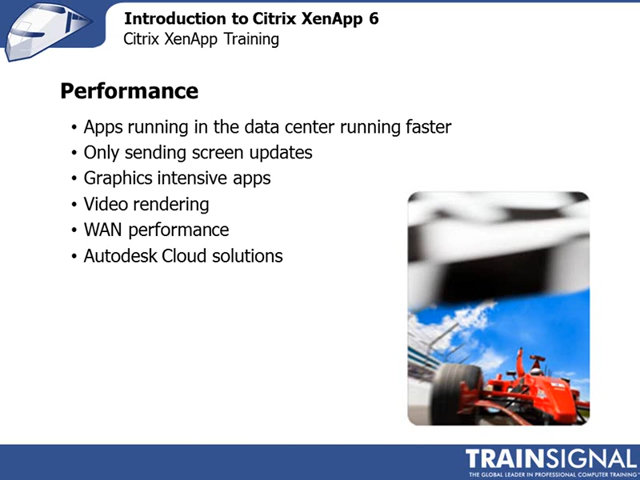 Introduction to Citrix XenApp 6
Citrix XenApp Training
Performance
• Apps running in the data center running faster
• Only sending screen updates
• Graphics intensive apps
• Video rendering
• WAN performance
• Autodesk Cloud solutions
TRAINSIGNAL
THE GLOBAL LEADER IN PROFESSIONAL COMPUTER TRAINING